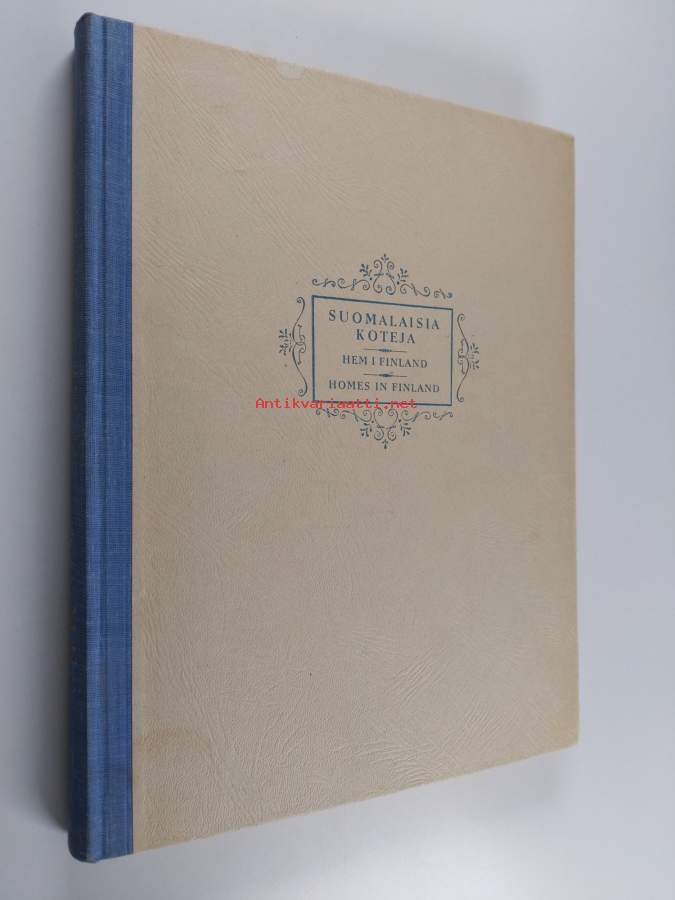 SUOMALAISIA
KOTEJA
HEM I FINLAND
HOMES IN FINLAND
Antikvariaatti.net